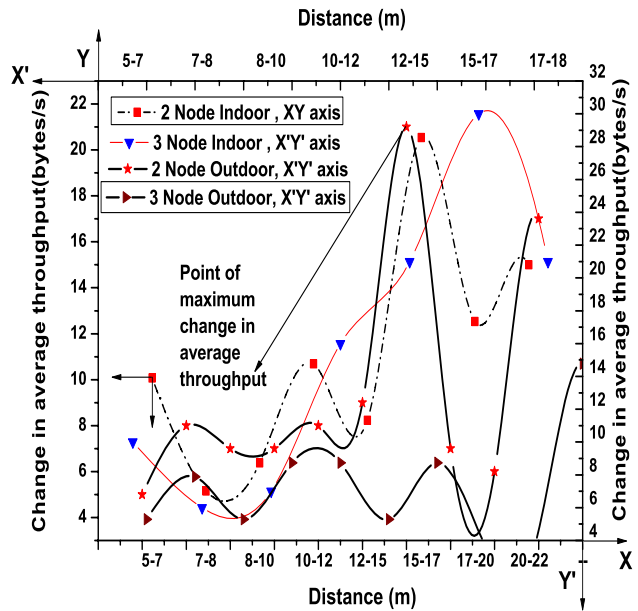 Distance (m)
Y
5-7 7-8 8-10 10-12 12-15 15-17 17-18
X'
32
22 20 18 16 14 12 10 8 6 4
30 28 26 24 22 20 18 16 14 12 10 8 6 4
Change in average throughput(bytes/s)
Change in average throughput(bytes/s)
2 Node Indoor , XY axis
3 Node Indoor , X'Y' axis
2 Node Outdoor, X'Y' axis
3 Node Outdoor, X'Y' axis
Point of
maximum
change in
average
throughput
5-7 7-8 8-10 10-12 12-15 15-17 17-20 20-22
X
Y'
Distance (m)